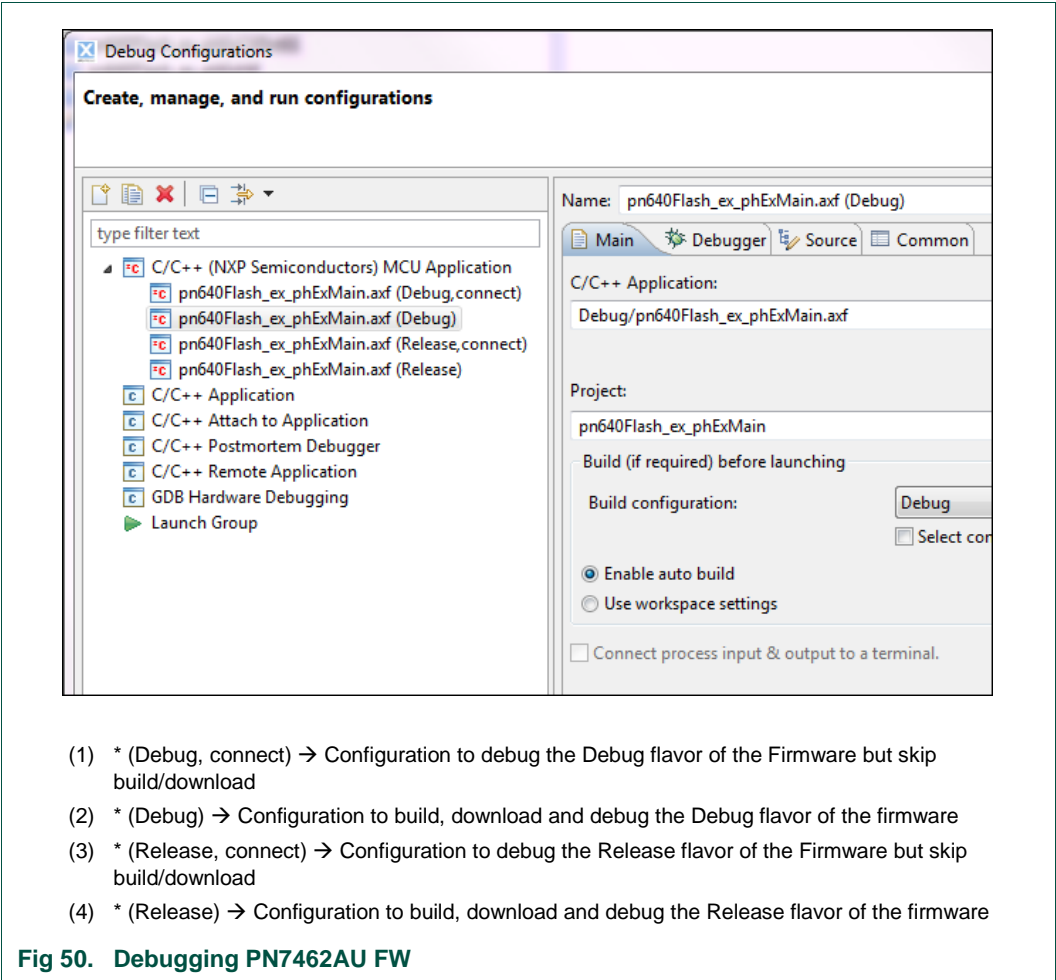 Debug Configurations
Create, manage, and run configurations
type filter text
C/C++ (NXP Semiconductors) MCU Application
pn640Flash_ex_phExMain.axf (Debug,connect)
pn640Flash_ex_phExMain.axf (Debug)
pn640Flash_ex_phExMain.axf (Release,connect)
pn640Flash_ex_phExMain.axf (Release)
C/C++ Application
C/C++ Attach to Application
C/C++ Postmortem Debugger
C/C++ Remote Application
GDB Hardware Debugging
Launch Group
Name: pn640Flash_ex_phExMain.axf (Debug)
Main Debugger Source Common
C/C++ Application:
Debug/pn640Flash_ex_phExMain.axf
Project:
pn640Flash_ex_phExMain
Build (if required) before launching
Build configuration: Debug
Select con
Enable auto build
Use workspace settings
Connect process input & output to a terminal.
(1) * (Debug, connect) → Configuration to debug the Debug flavor of the Firmware but skip
build/download
(2) * (Debug) → Configuration to build, download and debug the Debug flavor of the firmware
(3) * (Release, connect) → Configuration to debug the Release flavor of the Firmware but skip
build/download
(4) * (Release) → Configuration to build, download and debug the Release flavor of the firmware
Fig 50. Debugging PN7462AU FW